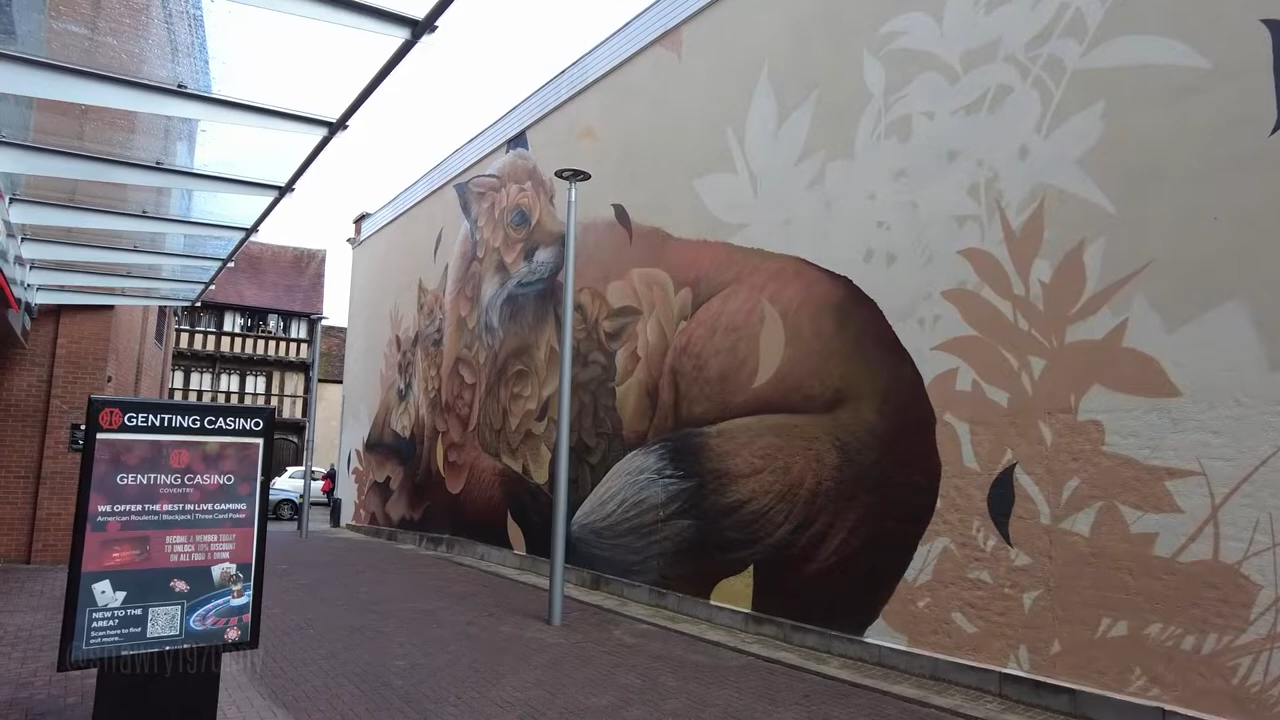 GENTING CASINO
GENTING CASINO
COVENTRY
WE OFFER THE BEST IN LIVE GAMING
American Roulette | Blackjack | Three Card Poker
BECOME A MEMBER TODAY
TO UNLOCK 10% DISCOUNT
ON ALL FOOD & DRINK
NEW TO THE
AREA?
Scan here to find
out more...